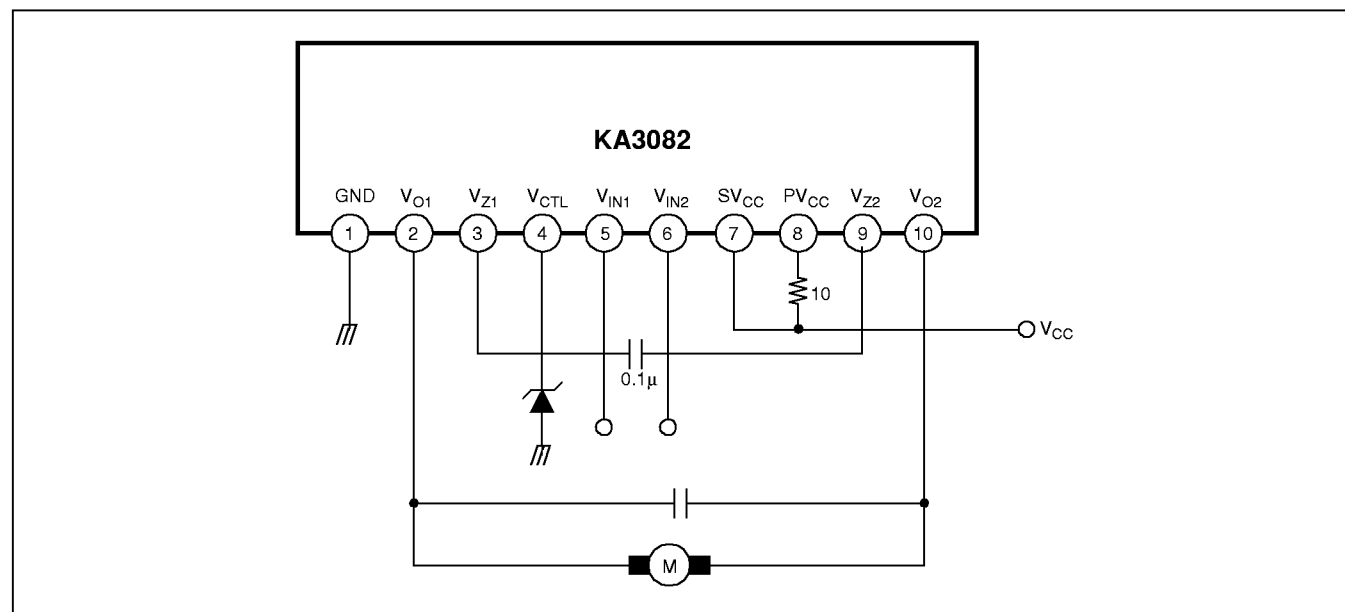 KA3082
GND VO1 VZ1 VCTL VIN1 VIN2 SVCC PVCC VZ2 VO2
1 2 3 4 5 6 7 8 9 10
10
VCC
0.1μ
M